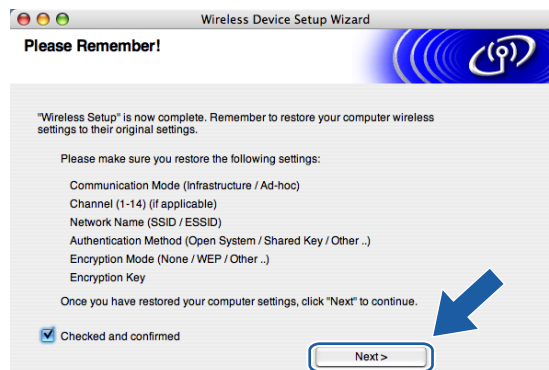 Wireless Device Setup Wizard
Please Remember!
"Wireless Setup" is now complete. Remember to restore your computer wireless
settings to their original settings.
Please make sure you restore the following settings:
Communication Mode (Infrastructure / Ad-hoc)
Channel (1-14) (if applicable)
Network Name (SSID / ESSID)
Authentication Method (Open System / Shared Key / Other ..)
Encryption Mode (None / WEP / Other ..)
Encryption Key
Once you have restored your computer settings, click "Next" to continue.
Checked and confirmed
Next >